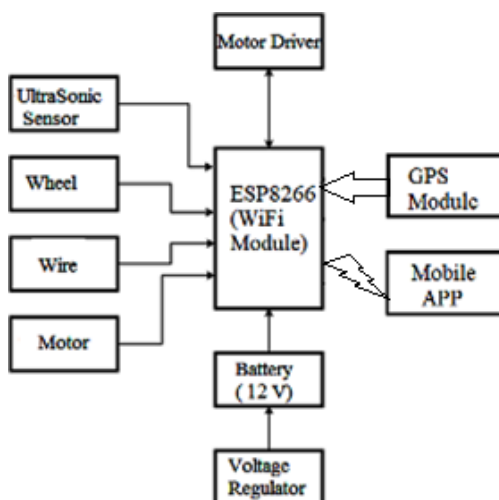 Motor Driver
UltraSonic
Sensor
Wheel
Wire
Motor
ESP8266
(WiFi
Module)
GPS
Module
Mobile
APP
Battery
( 12 V)
Voltage
Regulator